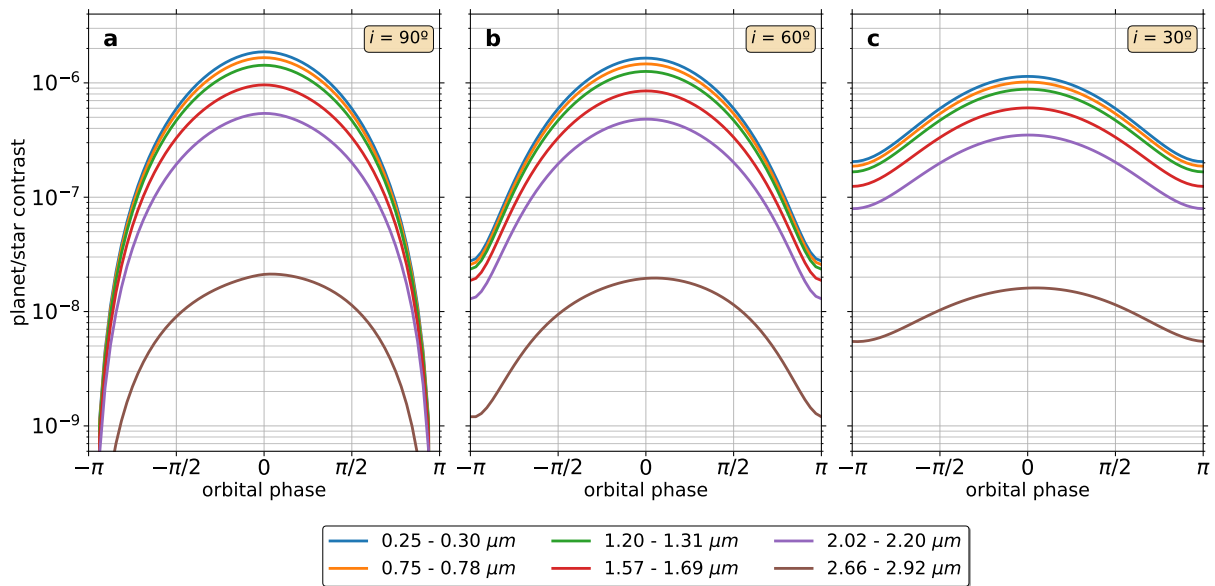 a
i = 90º
b
i = 60º
c
i = 30º
planet/star contrast
10⁻⁶
10⁻⁷
10⁻⁸
10⁻⁹
−π −π/2 0 π/2 π
−π −π/2 0 π/2 π
−π −π/2 0 π/2 π
orbital phase
orbital phase
orbital phase
0.25 - 0.30 μm
1.20 - 1.31 μm
2.02 - 2.20 μm
0.75 - 0.78 μm
1.57 - 1.69 μm
2.66 - 2.92 μm